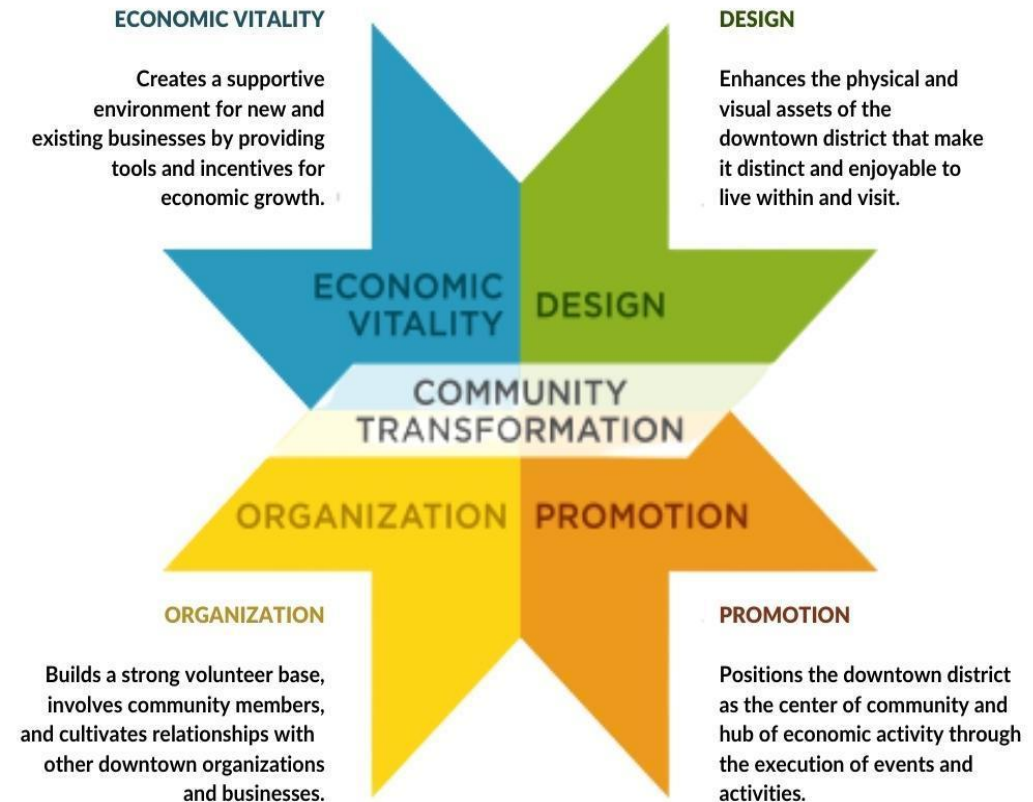 ECONOMIC VITALITY
Creates a supportive
environment for new and
existing businesses by providing
tools and incentives for
economic growth.
DESIGN
Enhances the physical and
visual assets of the
downtown district that make
it distinct and enjoyable to
live within and visit.
ECONOMIC
VITALITY
DESIGN
COMMUNITY
TRANSFORMATION
ORGANIZATION
PROMOTION
ORGANIZATION
Builds a strong volunteer base,
involves community members,
and cultivates relationships with
other downtown organizations
and businesses.
PROMOTION
Positions the downtown district
as the center of community and
hub of economic activity through
the execution of events and
activities.